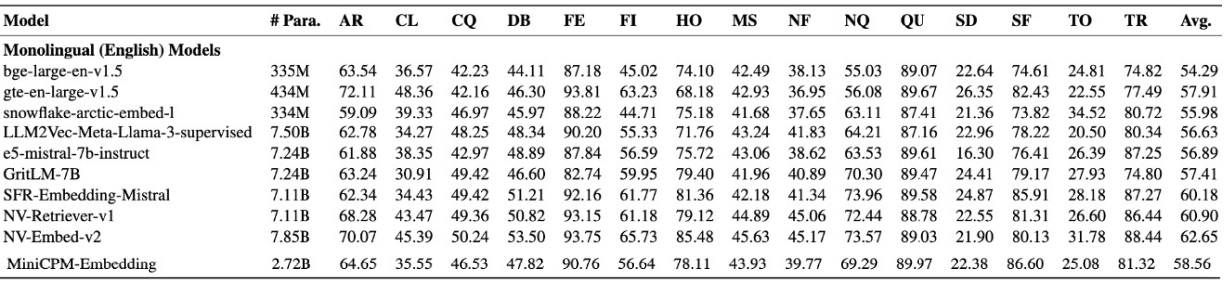 Model # Para. AR CL CQ DB FE FI HO MS NF NQ QU SD SF TO TR Avg.
Monolingual (English) Models
bge-large-en-v1.5 335M 63.54 36.57 42.23 44.11 87.18 45.02 74.10 42.49 38.13 55.03 89.07 22.64 74.61 24.81 74.82 54.29
gte-en-large-v1.5 434M 72.11 48.36 42.16 46.30 93.81 63.23 68.18 42.93 36.95 56.08 89.67 26.35 82.43 22.55 77.49 57.91
snowflake-arctic-embed-l 334M 59.09 39.33 46.97 45.97 88.22 44.71 75.18 41.68 37.65 63.11 87.41 21.36 73.82 34.52 80.72 55.98
LLM2Vec-Meta-Llama-3-supervised 7.50B 62.78 34.27 48.25 48.34 90.20 55.33 71.76 43.24 41.83 64.21 87.16 22.96 78.22 20.50 80.34 56.63
e5-mistral-7b-instruct 7.24B 61.88 38.35 42.97 48.89 87.84 56.59 75.72 43.06 38.62 63.53 89.61 16.30 76.41 26.39 87.25 56.89
GritLM-7B 7.24B 63.24 30.91 49.42 46.60 82.74 59.95 79.40 41.96 40.89 70.30 89.47 24.41 79.17 27.93 74.80 57.41
SFR-Embedding-Mistral 7.11B 62.34 34.43 49.42 51.21 92.16 61.77 81.36 42.18 41.34 73.96 89.58 24.87 85.91 28.18 87.27 60.18
NV-Retriever-v1 7.11B 68.28 43.47 49.36 50.82 93.15 61.18 79.12 44.89 45.06 72.44 88.78 22.55 81.31 26.60 86.44 60.90
NV-Embed-v2 7.85B 70.07 45.39 50.24 53.50 93.75 65.73 85.48 45.63 45.17 73.57 89.03 21.90 80.13 31.78 88.44 62.65
MiniCPM-Embedding 2.72B 64.65 35.55 46.53 47.82 90.76 56.64 78.11 43.93 39.77 69.29 89.97 22.38 86.60 25.08 81.32 58.56